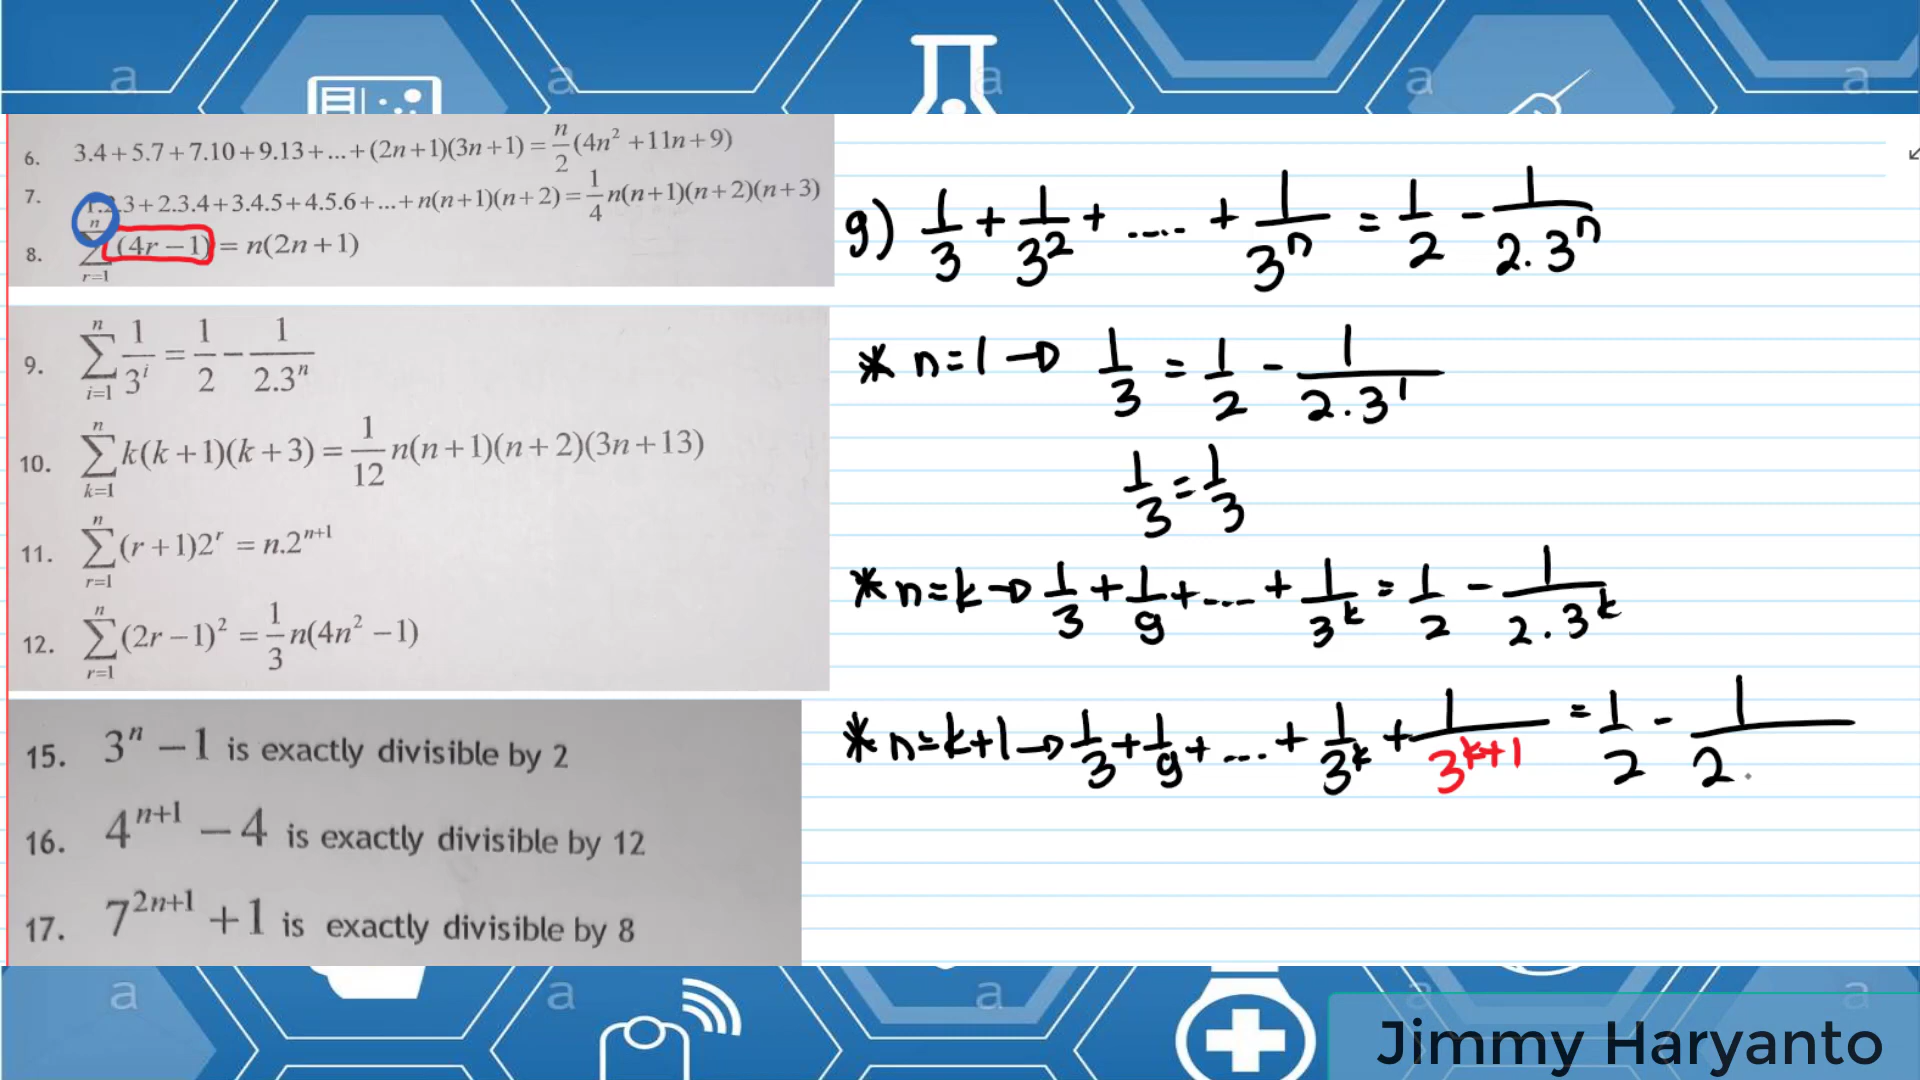 a a a a a
6. 3.4+5.7+7.10+9.13+...+(2n+1)(3n+1) = n/2 (4n² +11n+9)
7. 1.2.3+2.3.4+3.4.5+4.5.6+...+n(n+1)(n+2) = 1/4 n(n+1)(n+2)(n+3)
8. ∑_{r=1}^{n} (4r−1) = n(2n+1)
9. ∑_{i=1}^{n} 1/3^i = 1/2 − 1/2.3^n
10. ∑_{k=1}^{n} k(k+1)(k+3) = 1/12 n(n+1)(n+2)(3n+13)
11. ∑_{r=1}^{n} (r+1)2^r = n.2^{n+1}
12. ∑_{r=1}^{n} (2r−1)² = 1/3 n(4n² −1)
15. 3^n − 1 is exactly divisible by 2
16. 4^{n+1} − 4 is exactly divisible by 12
17. 7^{2n+1} + 1 is exactly divisible by 8
9) 1/3 + 1/3² + .... + 1/3^n = 1/2 − 1/2.3^n
* n=1 → 1/3 = 1/2 − 1/2.3^1
1/3 = 1/3
* n=k → 1/3 + 1/9 + .... + 1/3^k = 1/2 − 1/2.3^k
* n=k+1 → 1/3 + 1/9 + ... + 1/3^k + 1/3^{k+1} = 1/2 − 1/2.
a a a a a
Jimmy Haryanto